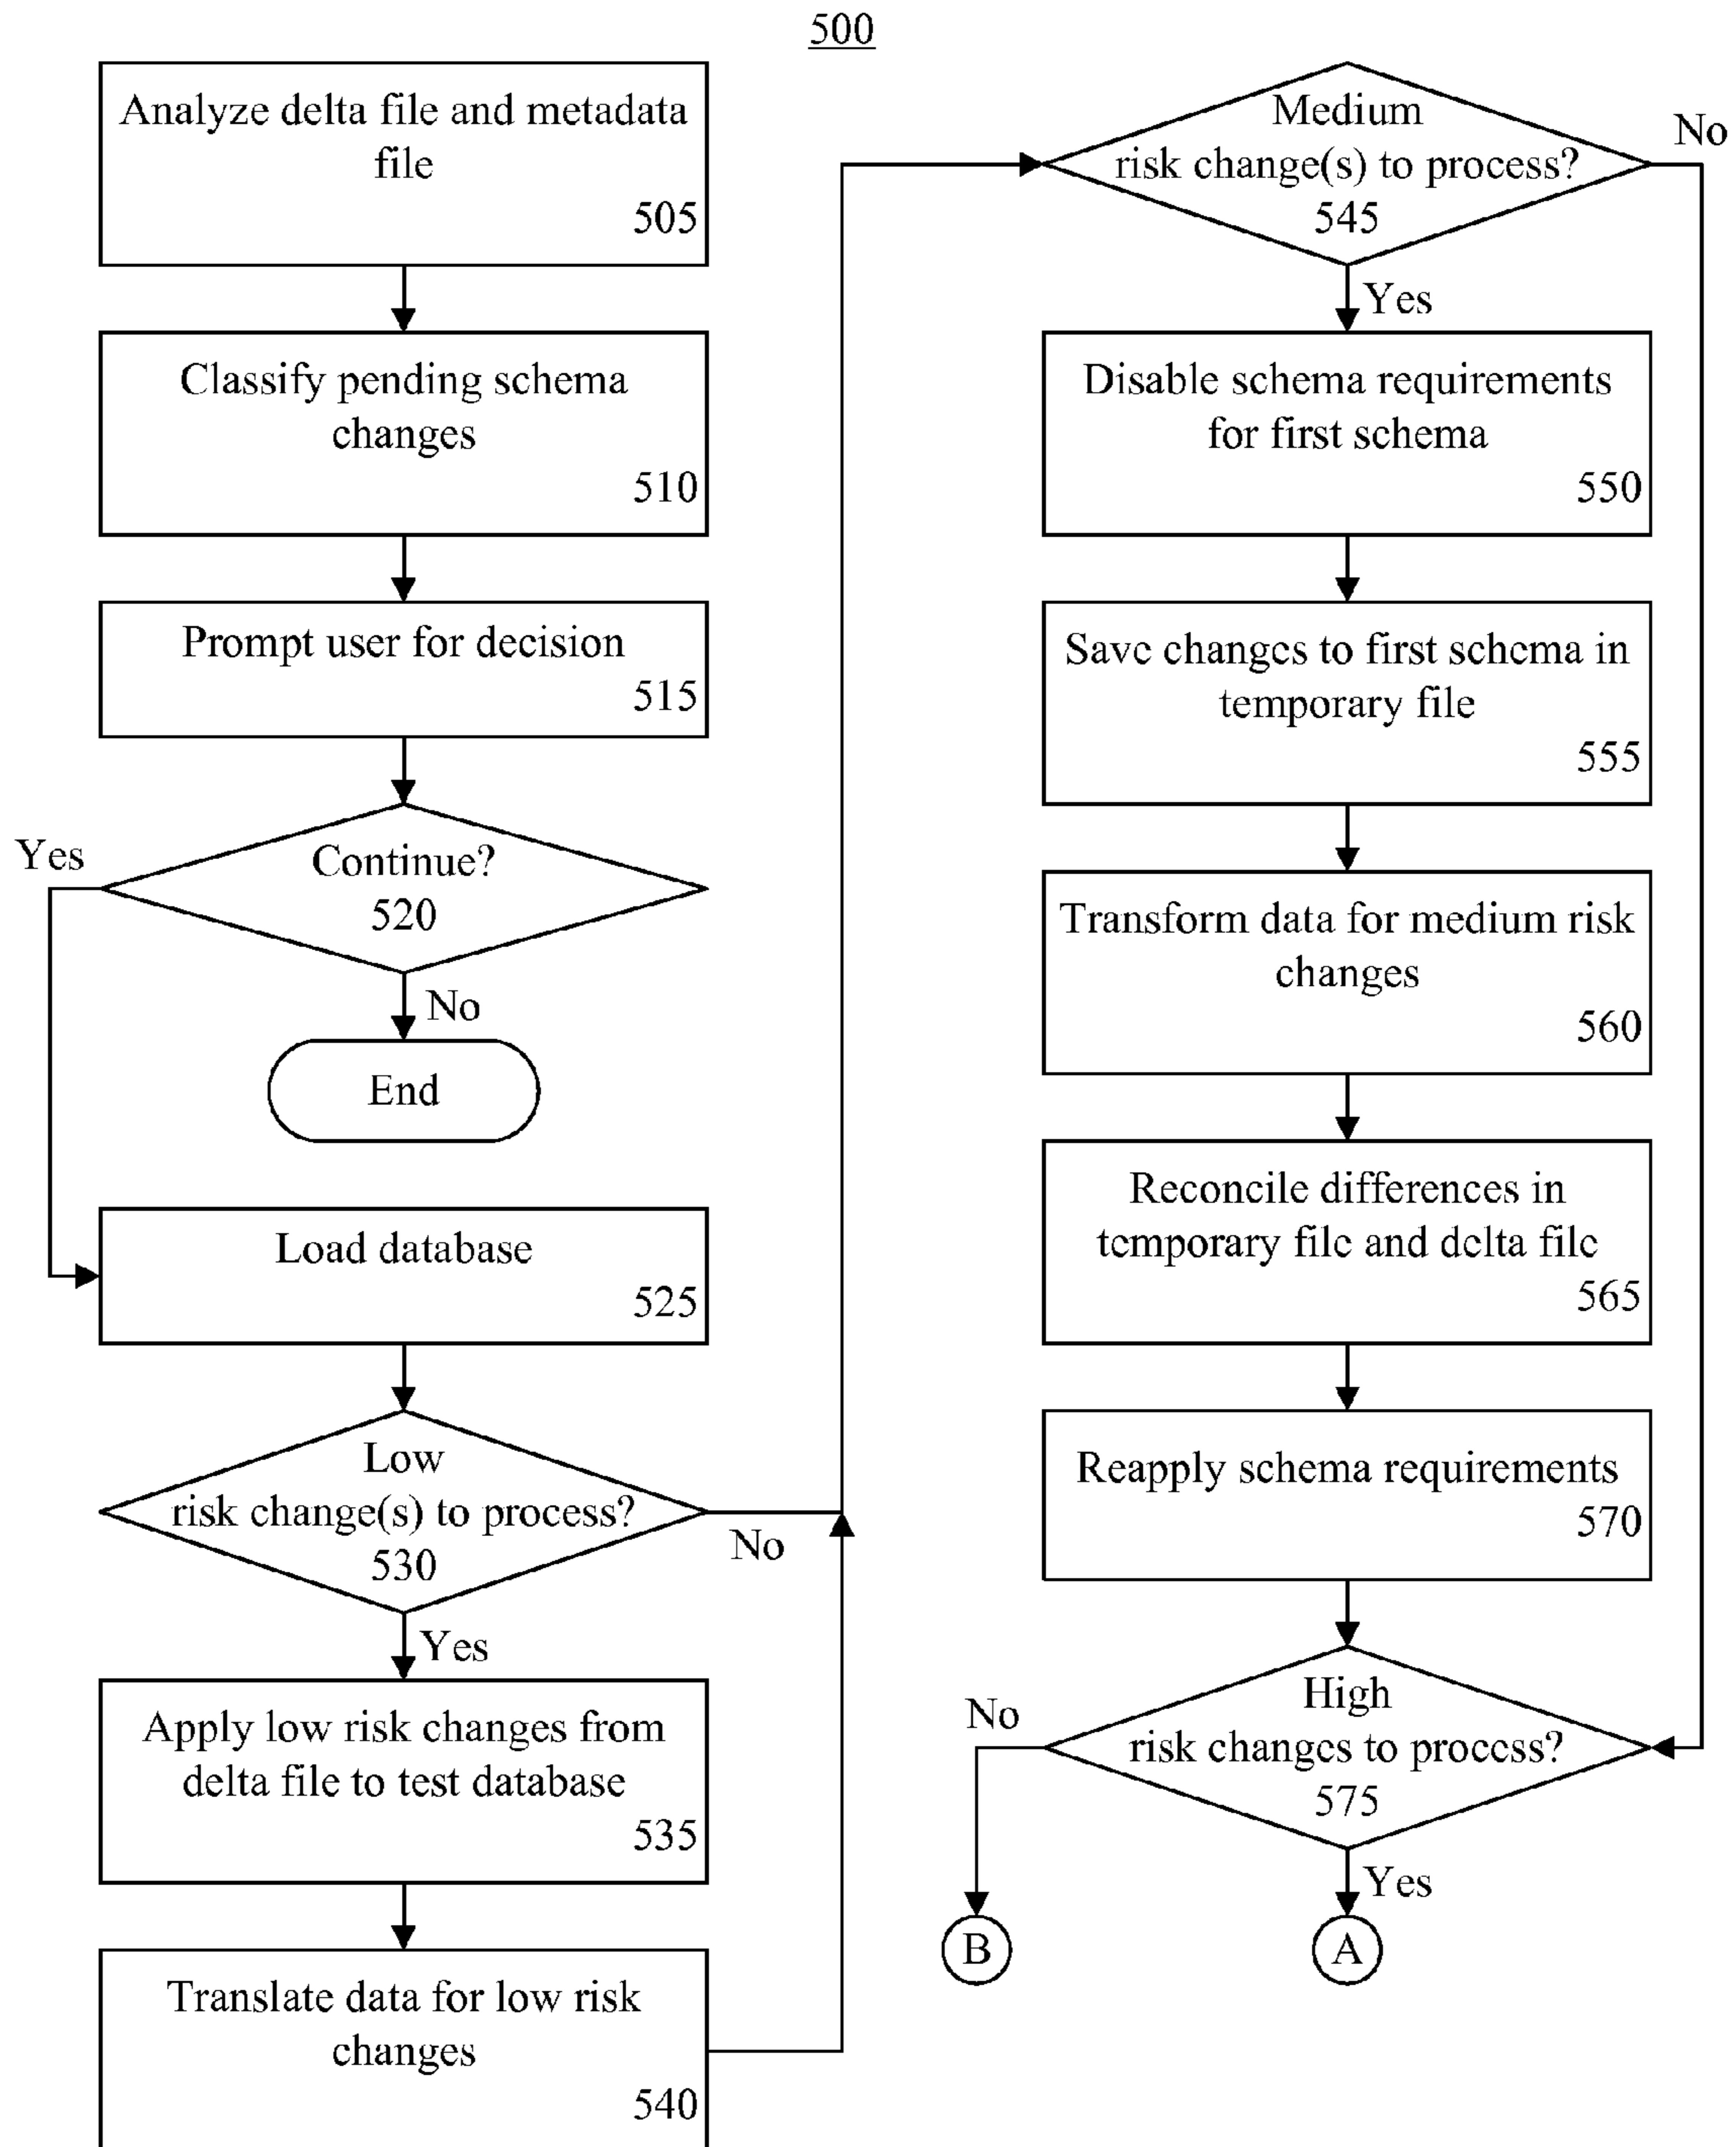 500
Analyze delta file and metadata
file
505
Classify pending schema
changes
510
Prompt user for decision
515
Yes
Continue?
520
No
End
Load database
525
Low
risk change(s) to process?
530
No
Yes
Apply low risk changes from
delta file to test database
535
Translate data for low risk
changes
540
Medium
risk change(s) to process?
545
No
Yes
Disable schema requirements
for first schema
550
Save changes to first schema in
temporary file
555
Transform data for medium risk
changes
560
Reconcile differences in
temporary file and delta file
565
Reapply schema requirements
570
High
risk changes to process?
575
No
Yes
B
A